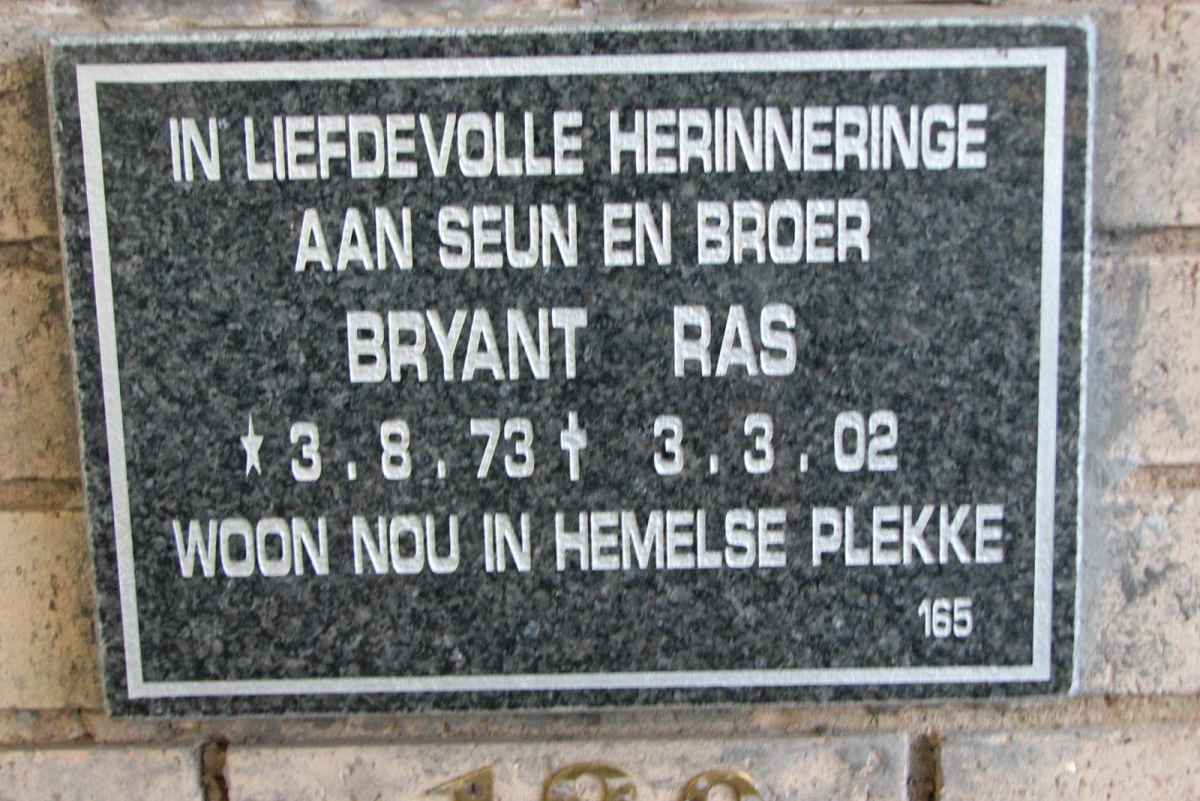 IN LIEFDEVOLLE HERINNERINGE
AAN SEUN EN BROER
BRYANT RAS
★ 3.8.73 † 3.3.02
WOON NOU IN HEMELSE PLEKKE
165